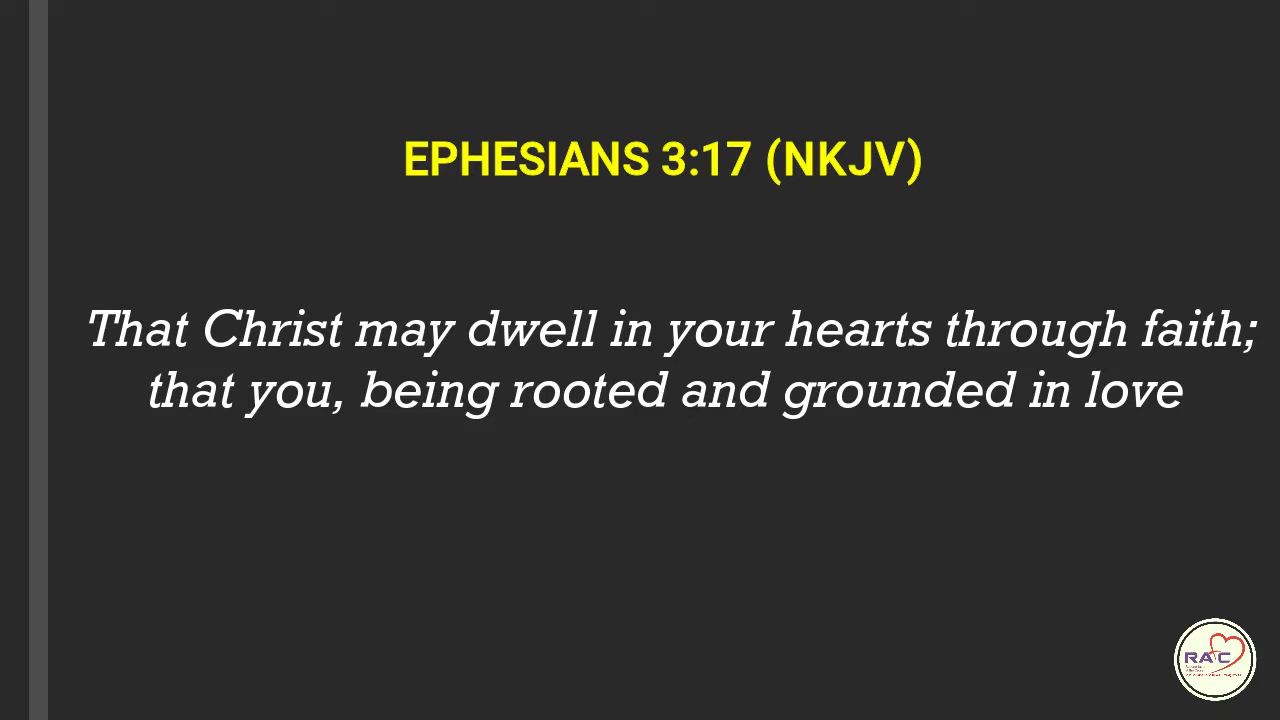 EPHESIANS 3:17 (NKJV)
That Christ may dwell in your hearts through faith;
that you, being rooted and grounded in love
RAFC